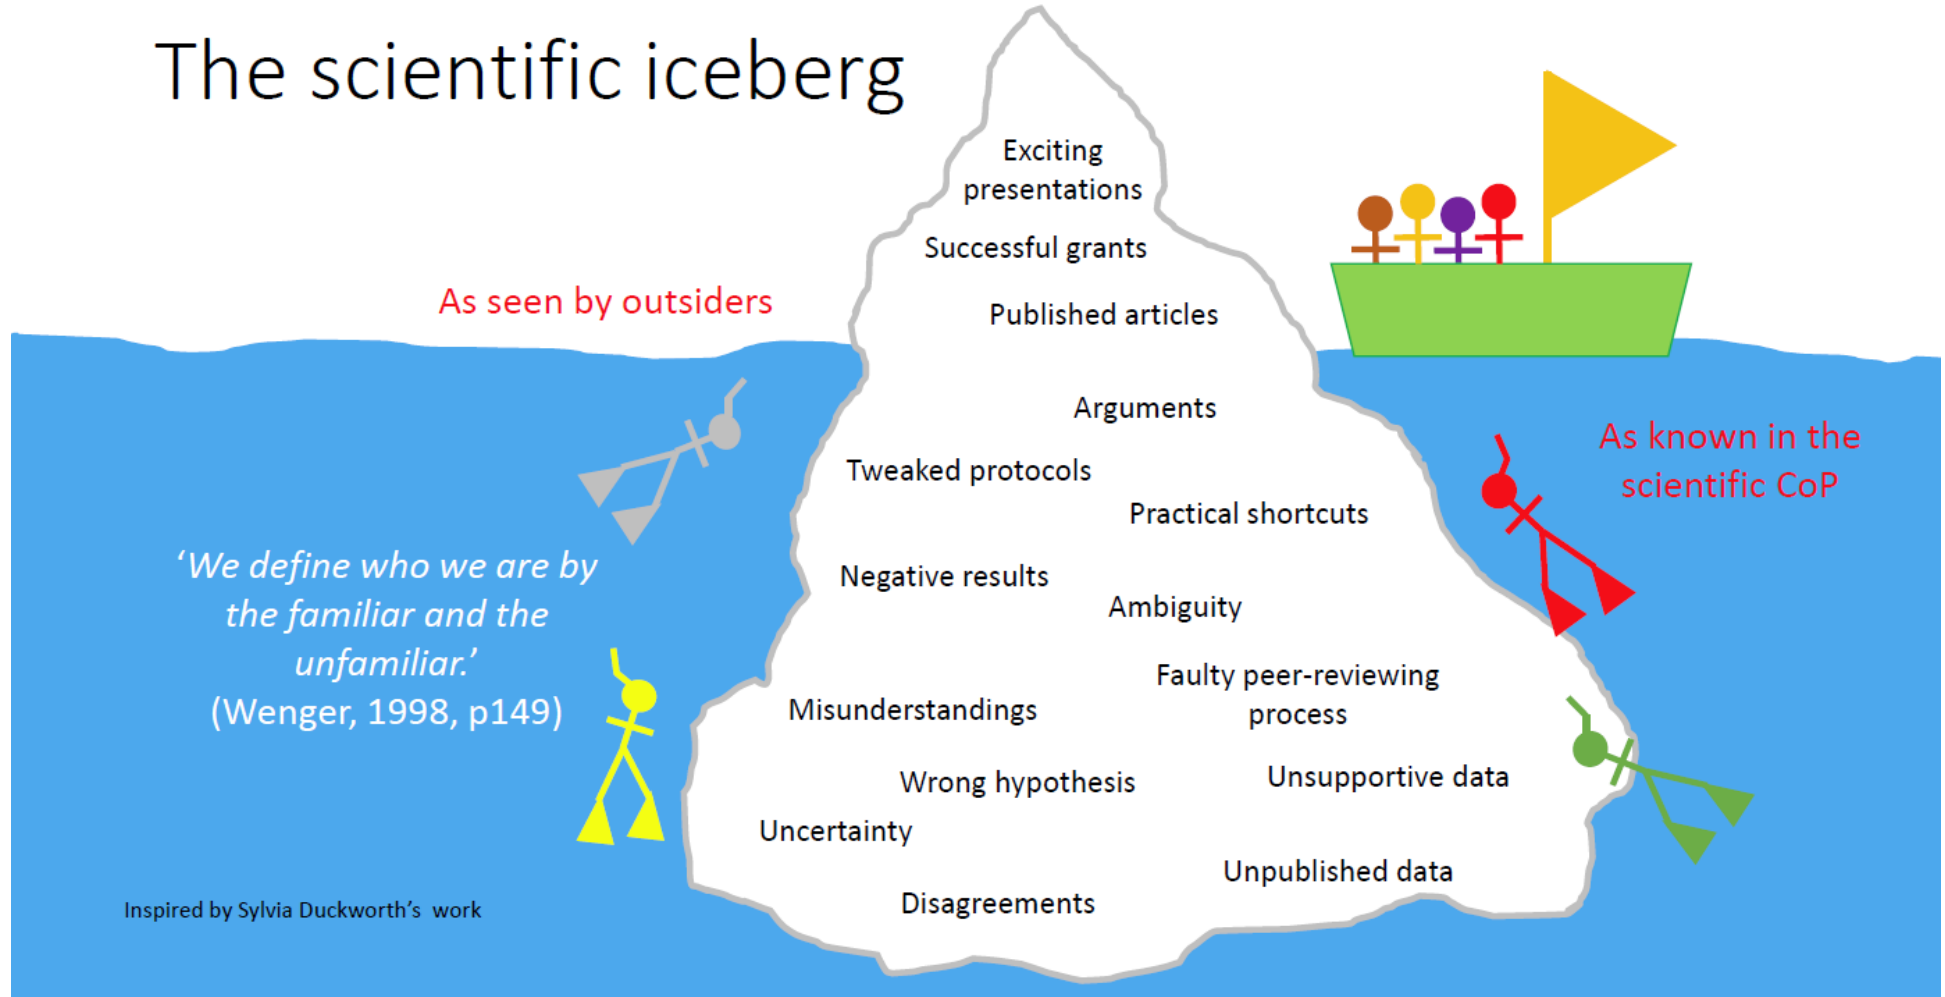 The scientific iceberg
Exciting
presentations
Successful grants
As seen by outsiders
Published articles
Arguments
As known in the
scientific CoP
Tweaked protocols
Practical shortcuts
Negative results
Ambiguity
‘We define who we are by
the familiar and the
unfamiliar.’
(Wenger, 1998, p149)
Faulty peer-reviewing
process
Misunderstandings
Wrong hypothesis
Unsupportive data
Uncertainty
Unpublished data
Disagreements
Inspired by Sylvia Duckworth’s work